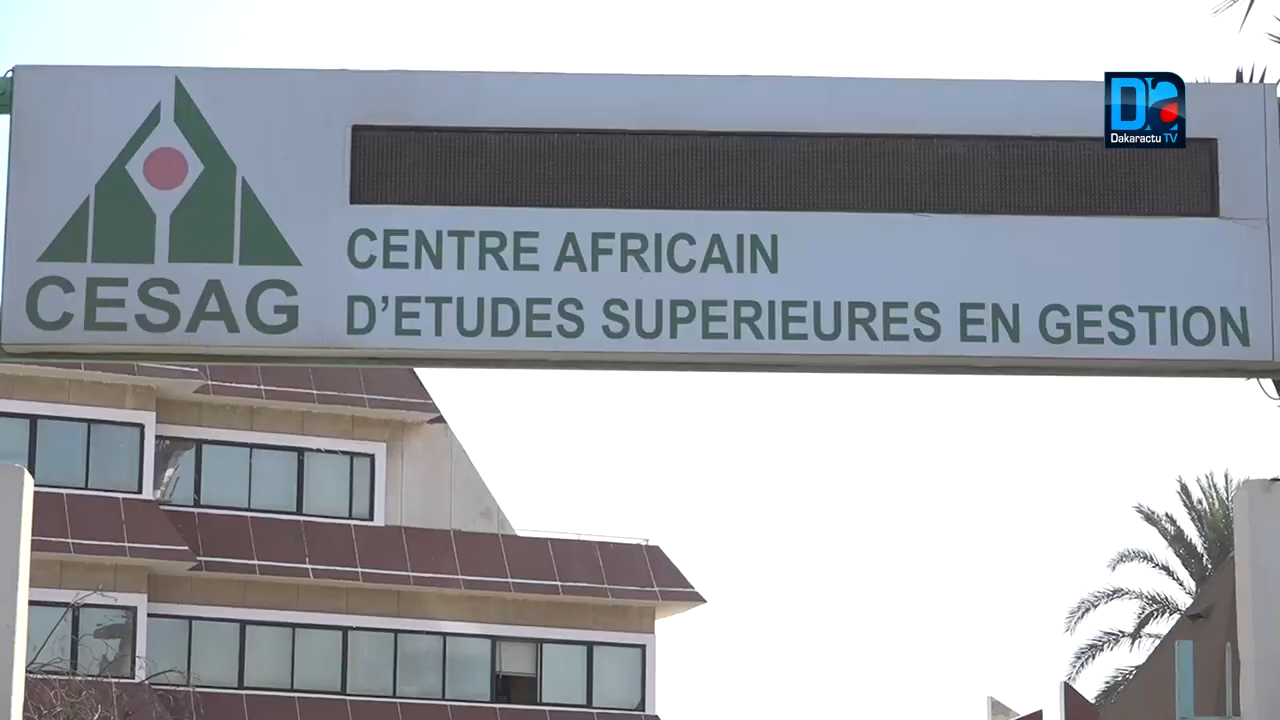 Dakaractu TV
CESAG
CENTRE AFRICAIN
D'ETUDES SUPERIEURES EN GESTION